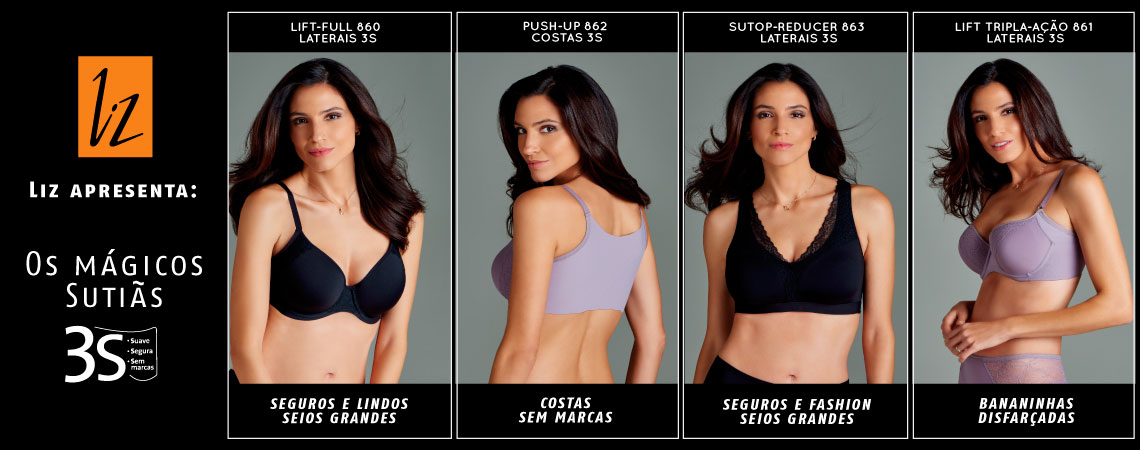 Liz
LIZ APRESENTA:
OS MÁGICOS
SUTIÃS
3S
• Suave
• Segura
• Sem
marcas
LIFT-FULL 860
LATERAIS 3S
SEGUROS E LINDOS
SEIOS GRANDES
PUSH-UP 862
COSTAS 3S
COSTAS
SEM MARCAS
SUTOP-REDUCER 863
LATERAIS 3S
SEGUROS E FASHION
SEIOS GRANDES
LIFT TRIPLA-AÇÃO 861
LATERAIS 3S
BANANINHAS
DISFARÇADAS